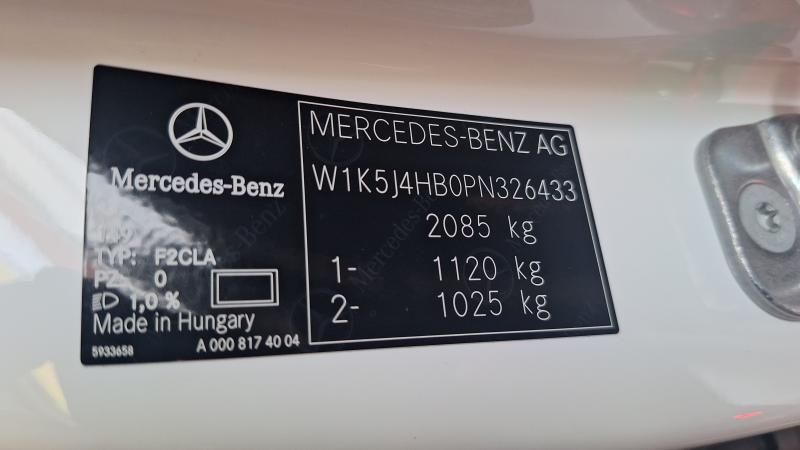 Mercedes-Benz
TYP: F2CLA
0
1,0 %
Made in Hungary
5933658
A 000 817 40 04
MERCEDES-BENZ AG
W1K5J4HB0PN326433
2085 kg
1- 1120 kg
2- 1025 kg